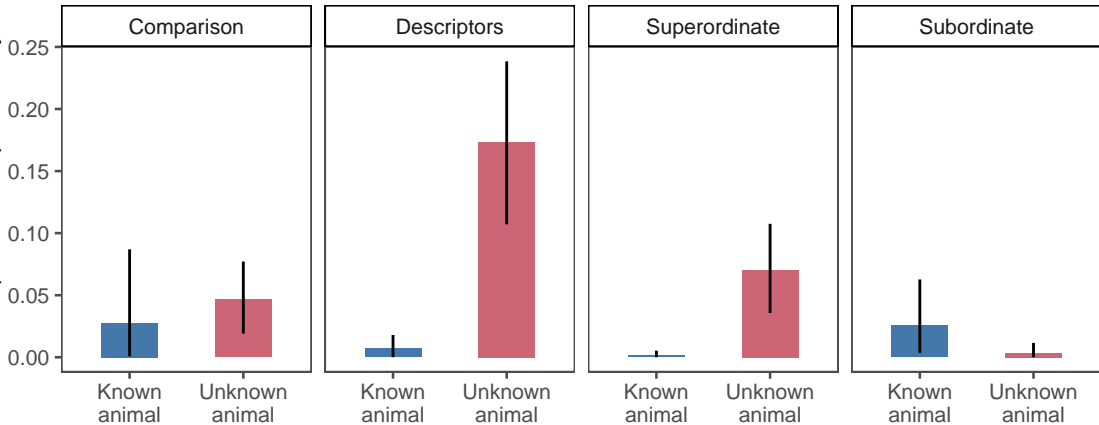 Comparison Descriptors Superordinate Subordinate
0.25
0.20
0.15
0.10
0.05
0.00
Known Unknown Known Unknown Known Unknown Known Unknown
animal animal animal animal animal animal animal animal